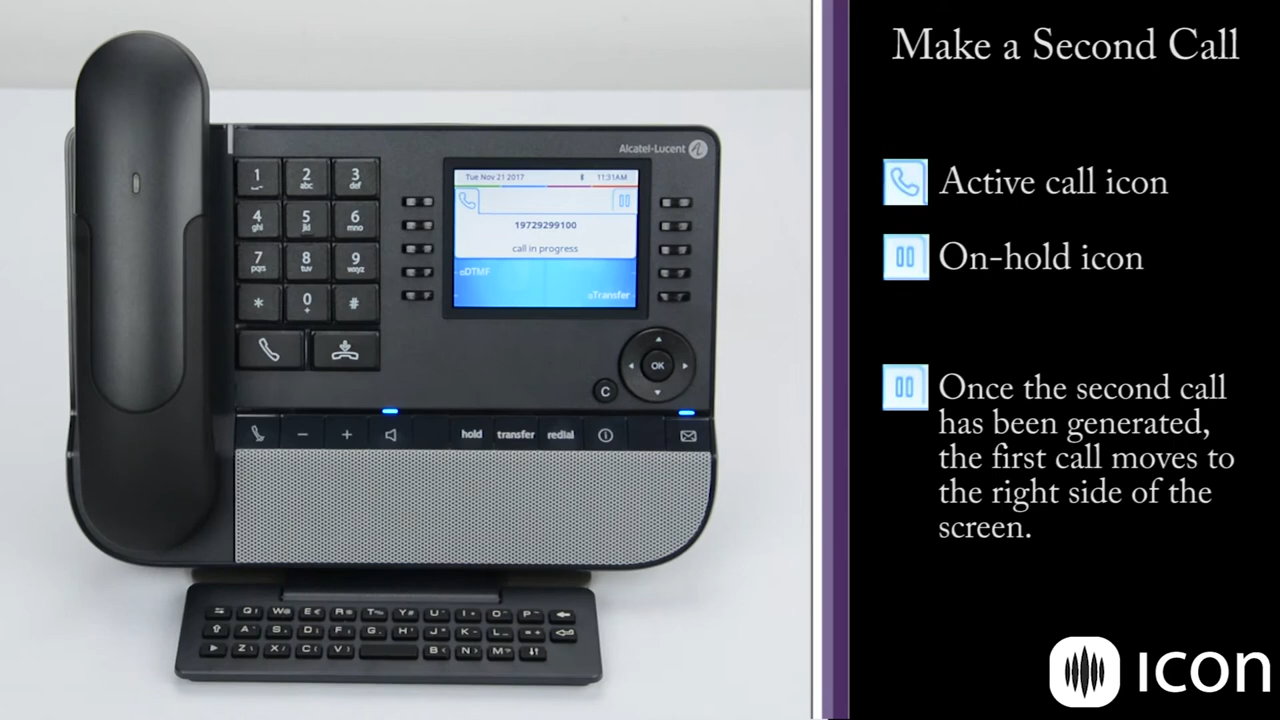 Make a Second Call
Active call icon
On-hold icon
Once the second call
has been generated,
the first call moves to
the right side of the
screen.
icon
Alcatel-Lucent
Tue Nov 21 2017 11:31AM
19729299100
call in progress
DTMF
Transfer
1 2 abc 3 def
4 ghi 5 jkl 6 mno
7 pqrs 8 tuv 9 wxyz
* 0 + #
OK
C
- + hold transfer redial i
Q W@ E R T Y U I O P
A S D F G H J K L
Z X C V B N M